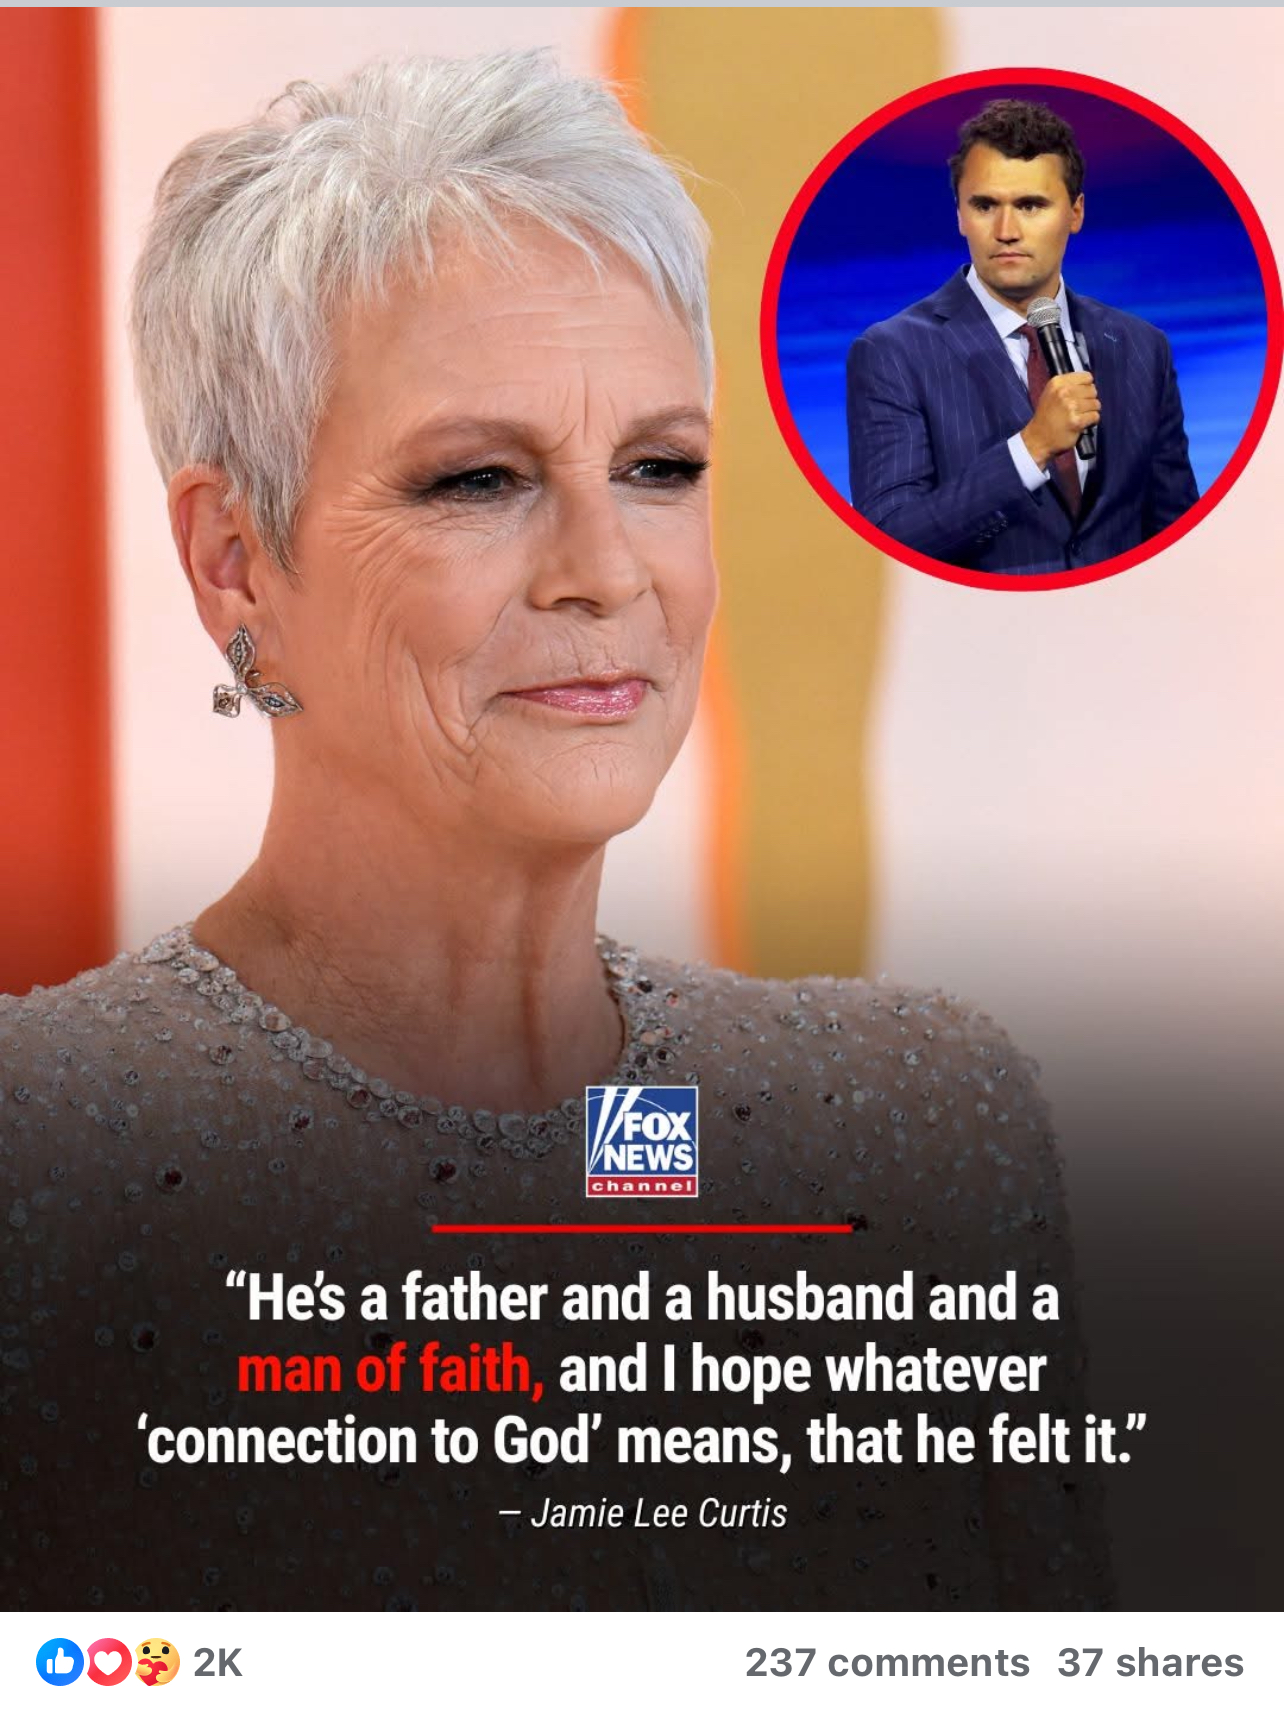 FOX
NEWS
channel
“He’s a father and a husband and a
man of faith, and I hope whatever
‘connection to God’ means, that he felt it.”
– Jamie Lee Curtis
2K
237 comments 37 shares